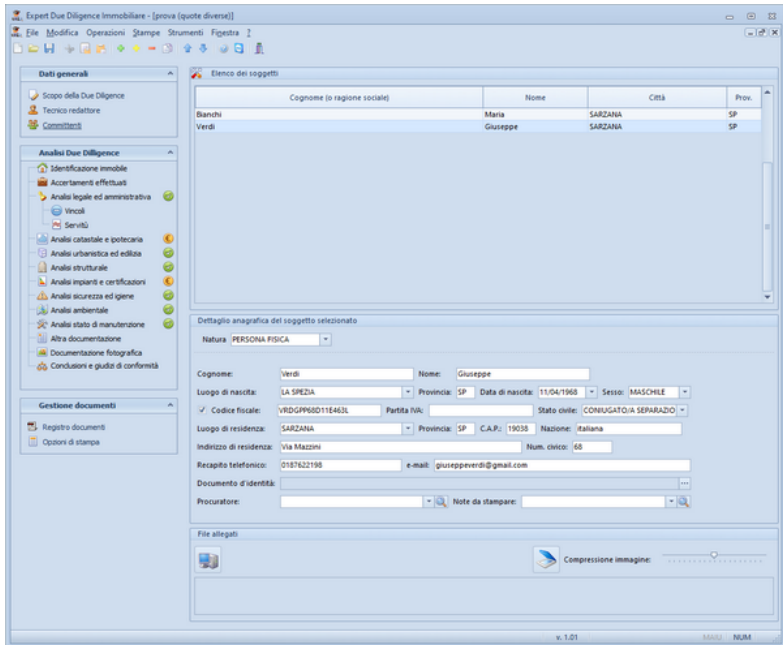 Expert Due Diligence Immobiliare - [prova (quote diverse)]
File Modifica Operazioni Stampe Strumenti Finestra ?
Dati generali
Scopo della Due Diligence
Tecnico redattore
Committenti
Analisi Due Dilligence
Identificazione immobile
Accertamenti effettuati
Analisi legale ed amministrativa
Vincoli
Servitù
Analisi catastale e ipotecaria
Analisi urbanistica ed edilizia
Analisi strutturale
Analisi impianti e certificazioni
Analisi sicurezza ed igiene
Analisi ambientale
Analisi stato di manutenzione
Altra documentazione
Documentazione fotografica
Conclusioni e giudizi di conformità
Gestione documenti
Registro documenti
Opzioni di stampa
Elenco dei soggetti
Cognome (o ragione sociale) Nome Città Prov.
Bianchi Maria SARZANA SP
Verdi Giuseppe SARZANA SP
Dettaglio anagrafica del soggetto selezionato
Natura PERSONA FISICA
Cognome: Verdi Nome: Giuseppe
Luogo di nascita: LA SPEZIA Provincia: SP Data di nascita: 11/04/1968 Sesso: MASCHILE
Codice fiscale: VRDGPP68D11E463L Partita IVA: Stato civile: CONIUGATO/A SEPARAZIO
Luogo di residenza: SARZANA Provincia: SP C.A.P.: 19038 Nazione: italiana
Indirizzo di residenza: Via Mazzini Num. civico: 68
Recapito telefonico: 0187622198 e-mail: giuseppeverdi@gmail.com
Documento d'identità:
Procuratore: Note da stampare:
File allegati
Compressione immagine:
v. 1.01 MAIU NUM